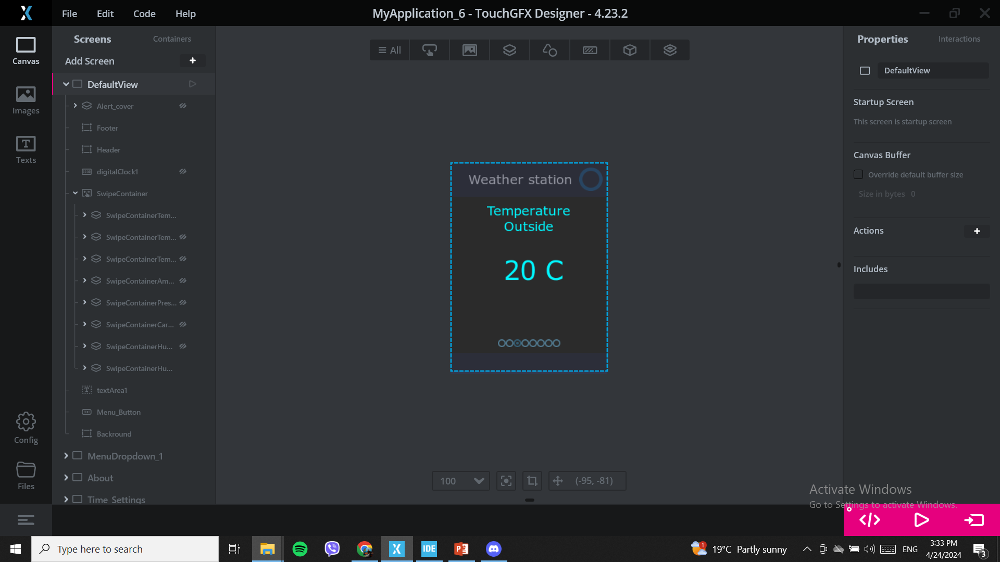 File Edit Code Help
MyApplication_6 - TouchGFX Designer - 4.23.2
Canvas
Images
Texts
Config
Files
Screens Containers
Add Screen
DefaultView
Alert_cover
Footer
Header
digitalClock1
SwipeContainer
SwipeContainerTem...
SwipeContainerTem...
SwipeContainerTem...
SwipeContainerAm...
SwipeContainerPres...
SwipeContainerCar...
SwipeContainerHu...
SwipeContainerHu...
textArea1
Menu_Button
Backround
MenuDropdown_1
About
Time_Settings
All
Weather station
Temperature
Outside
20 C
100
(-95, -81)
Properties Interactions
DefaultView
Startup Screen
This screen is startup screen
Canvas Buffer
Override default buffer size
Size in bytes 0
Actions
Includes
Activate Windows
Go to Settings to activate Windows.
Type here to search
IDE
19°C Partly sunny
ENG
3:33 PM
4/24/2024
3